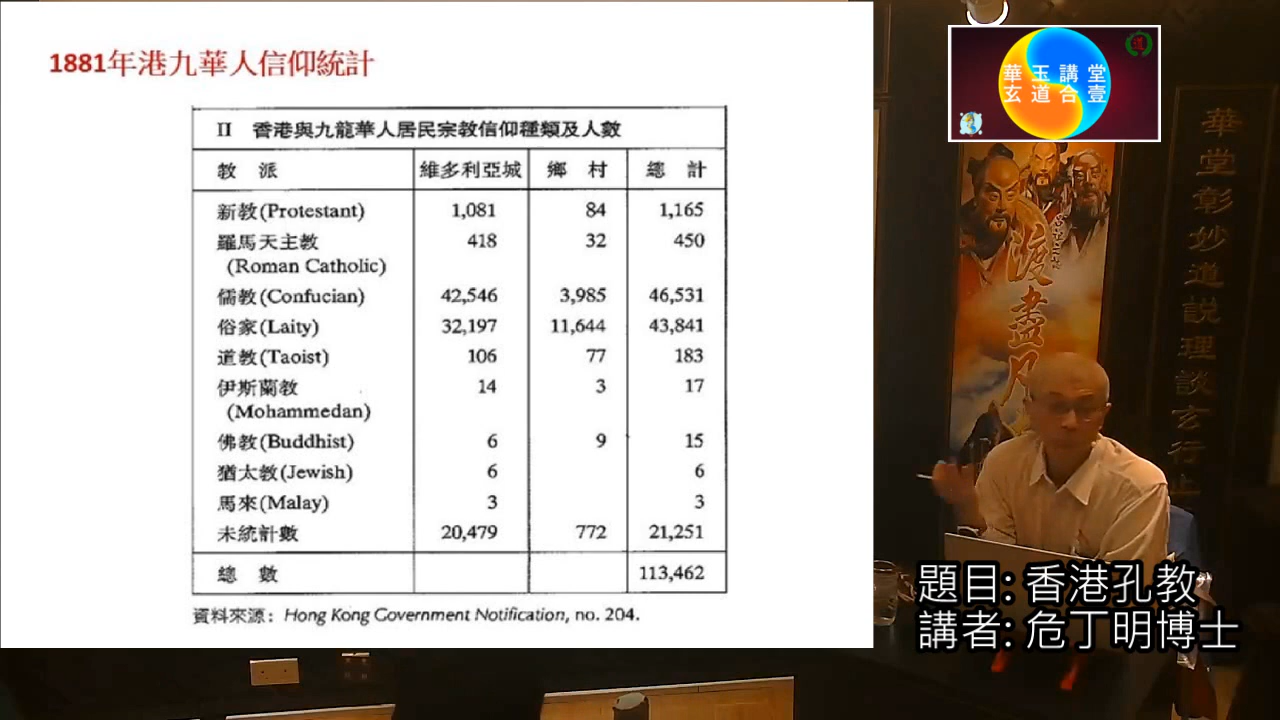 1881年港九華人信仰統計
II 香港與九龍華人居民宗教信仰種類及人數
教 派 維多利亞城 鄉 村 總 計
新教(Protestant) 1,081 84 1,165
羅馬天主教 418 32 450
(Roman Catholic)
儒教(Confucian) 42,546 3,985 46,531
俗家(Laity) 32,197 11,644 43,841
道教(Taoist) 106 77 183
伊斯蘭教 14 3 17
(Mohammedan)
佛教(Buddhist) 6 9 15
猶太教(Jewish) 6 6
馬來(Malay) 3 3
未統計數 20,479 772 21,251
總 數 113,462
資料來源：Hong Kong Government Notification, no. 204.
華玉講堂
玄道合壹
道
渡盡凡
華堂彰妙道説理談玄行
題目: 香港孔教
講者: 危丁明博士